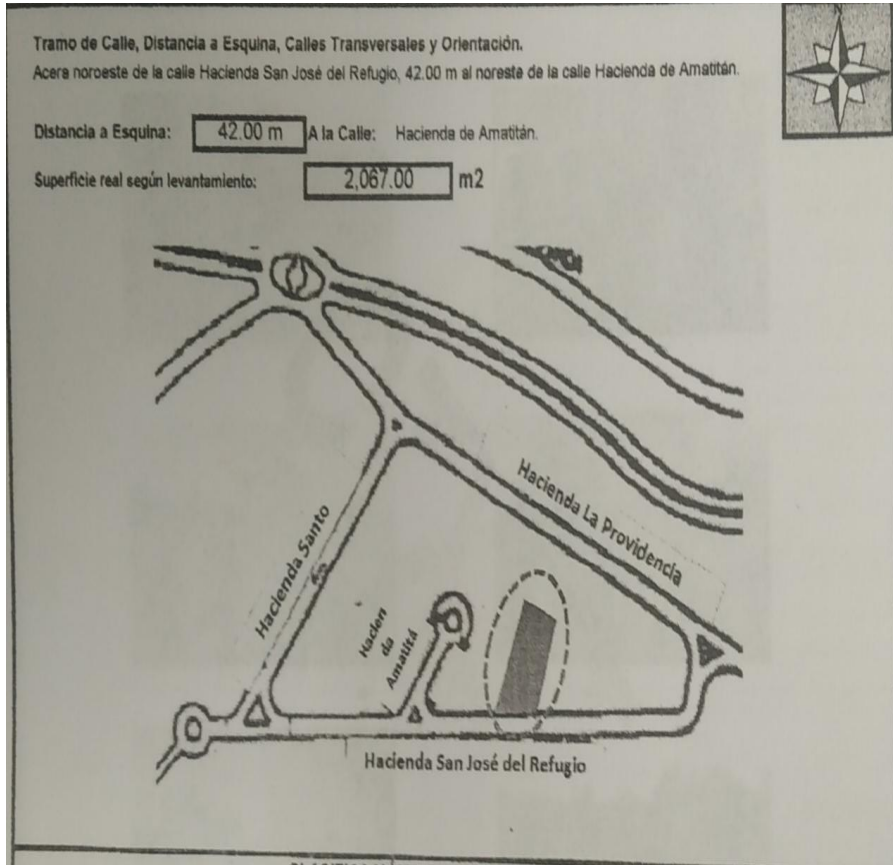 N
Tramo de Calle, Distancia a Esquina, Calles Transversales y Orientación.
Acera noroeste de la calle Hacienda San José del Refugio, 42.00 m al noreste de la calle Hacienda de Amatitán.
Distancia a Esquina: 42.00 m A la Calle: Hacienda de Amatitán.
Superficie real según levantamiento: 2,067.00 m2
Hacienda La Providencia
Hacienda Santo
Hacien
da
Amatitá
Hacienda San José del Refugio